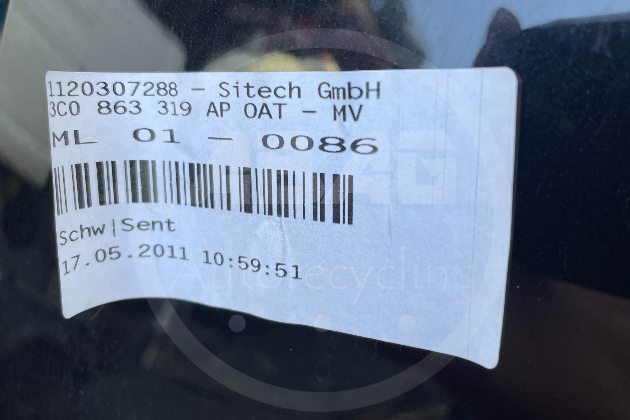 1120307288 - Sitech GmbH
3C0 863 319 AP OAT - MV
ML 01 - 0086
Schw|Sent
17.05.2011 10:59:51
Autorecycling